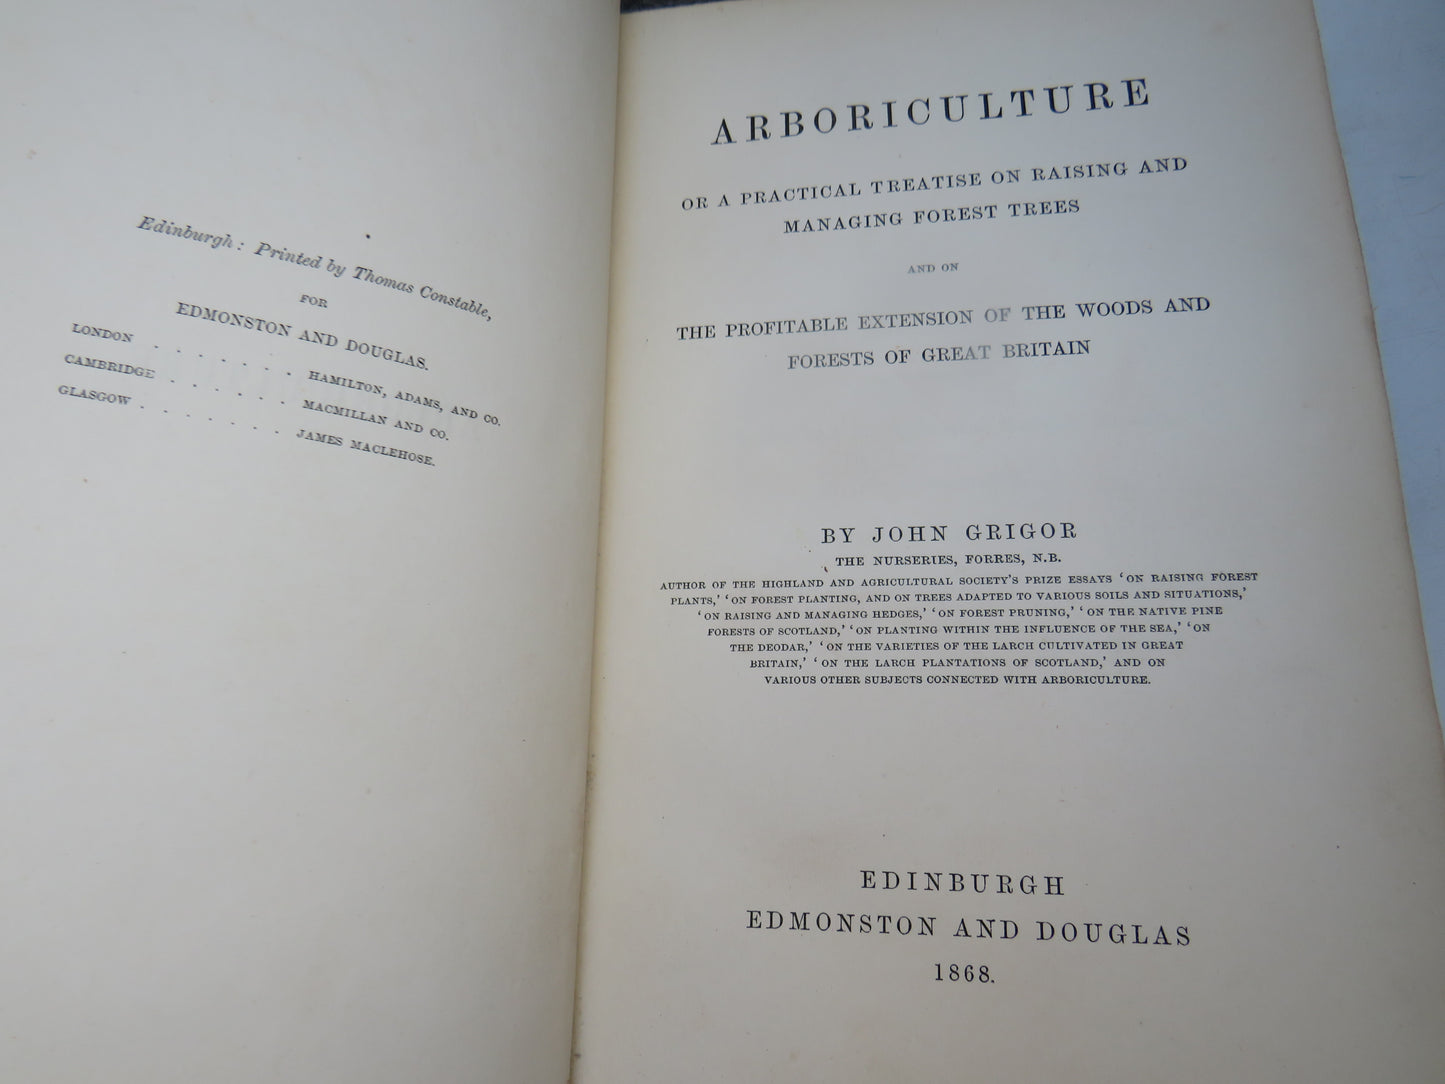 Edinburgh: Printed by Thomas Constable,
FOR
EDMONSTON AND DOUGLAS.
LONDON . . . . . . . HAMILTON, ADAMS, AND CO.
CAMBRIDGE . . . . . . MACMILLAN AND CO.
GLASGOW . . . . . . . JAMES MACLEHOSE.
ARBORICULTURE
OR A PRACTICAL TREATISE ON RAISING AND
MANAGING FOREST TREES
AND ON
THE PROFITABLE EXTENSION OF THE WOODS AND
FORESTS OF GREAT BRITAIN
BY JOHN GRIGOR
THE NURSERIES, FORRES, N.B.
AUTHOR OF THE HIGHLAND AND AGRICULTURAL SOCIETY'S PRIZE ESSAYS ‘ON RAISING FOREST
PLANTS,’ ‘ON FOREST PLANTING, AND ON TREES ADAPTED TO VARIOUS SOILS AND SITUATIONS,’
‘ON RAISING AND MANAGING HEDGES,’ ‘ON FOREST PRUNING,’ ‘ON THE NATIVE PINE
FORESTS OF SCOTLAND,’ ‘ON PLANTING WITHIN THE INFLUENCE OF THE SEA,’ ‘ON
THE DEODAR,’ ‘ON THE VARIETIES OF THE LARCH CULTIVATED IN GREAT
BRITAIN,’ ‘ON THE LARCH PLANTATIONS OF SCOTLAND,’ AND ON
VARIOUS OTHER SUBJECTS CONNECTED WITH ARBORICULTURE.
EDINBURGH
EDMONSTON AND DOUGLAS
1868.